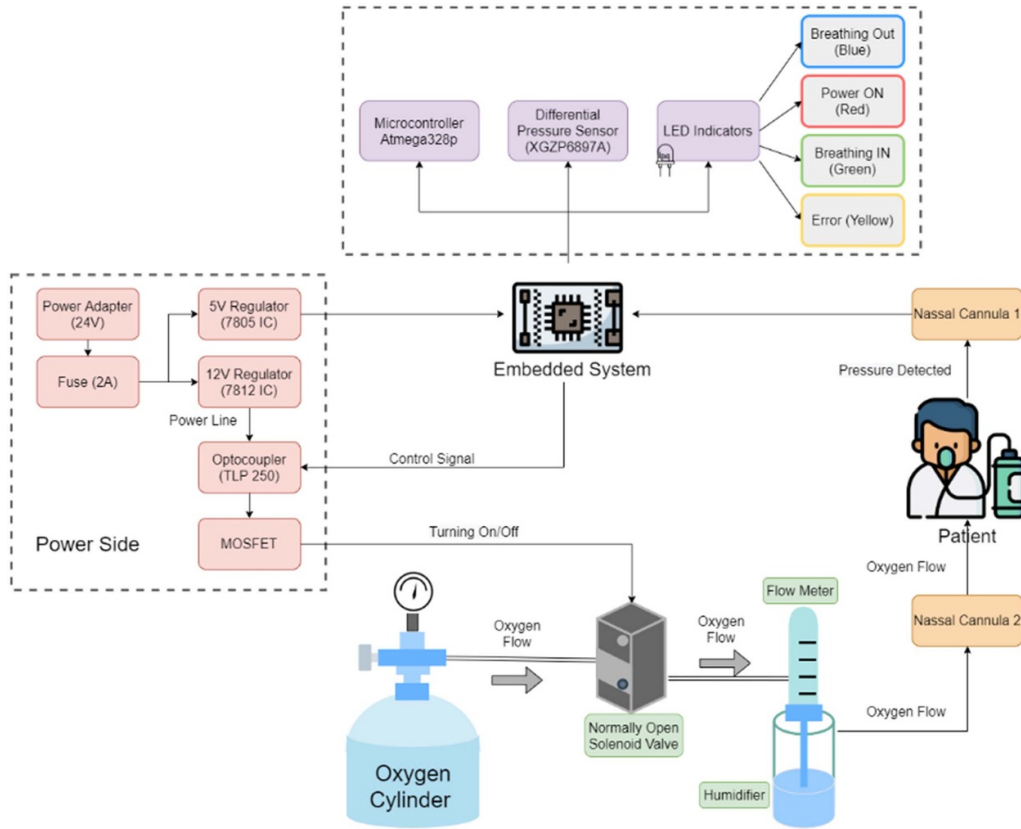 Breathing Out
(Blue)
Power ON
(Red)
Breathing IN
(Green)
Error (Yellow)
Microcontroller
Atmega328p
Differential
Pressure Sensor
(XGZP6897A)
LED Indicators
Power Adapter
(24V)
5V Regulator
(7805 IC)
Fuse (2A)
12V Regulator
(7812 IC)
Power Line
Optocoupler
(TLP 250)
MOSFET
Power Side
Embedded System
Control Signal
Turning On/Off
Nassal Cannula 1
Pressure Detected
Patient
Oxygen Flow
Nassal Cannula 2
Oxygen Flow
Flow Meter
Oxygen
Flow
Oxygen
Flow
Normally Open
Solenoid Valve
Humidifier
Oxygen
Cylinder